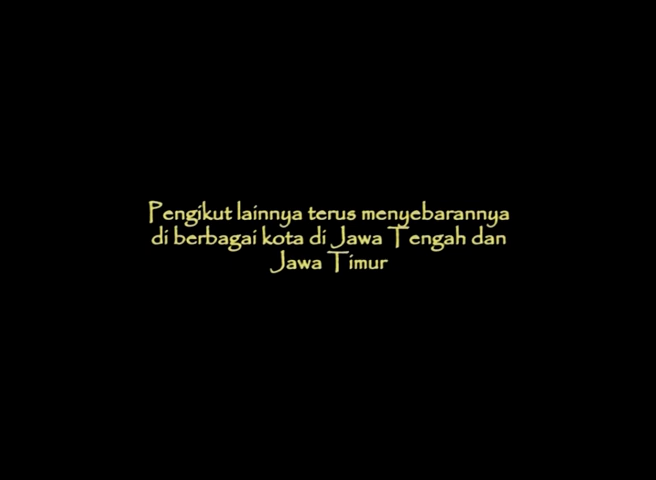 Pengikut lainnya terus menyebarannya
di berbagai kota di Jawa Tengah dan
Jawa Timur